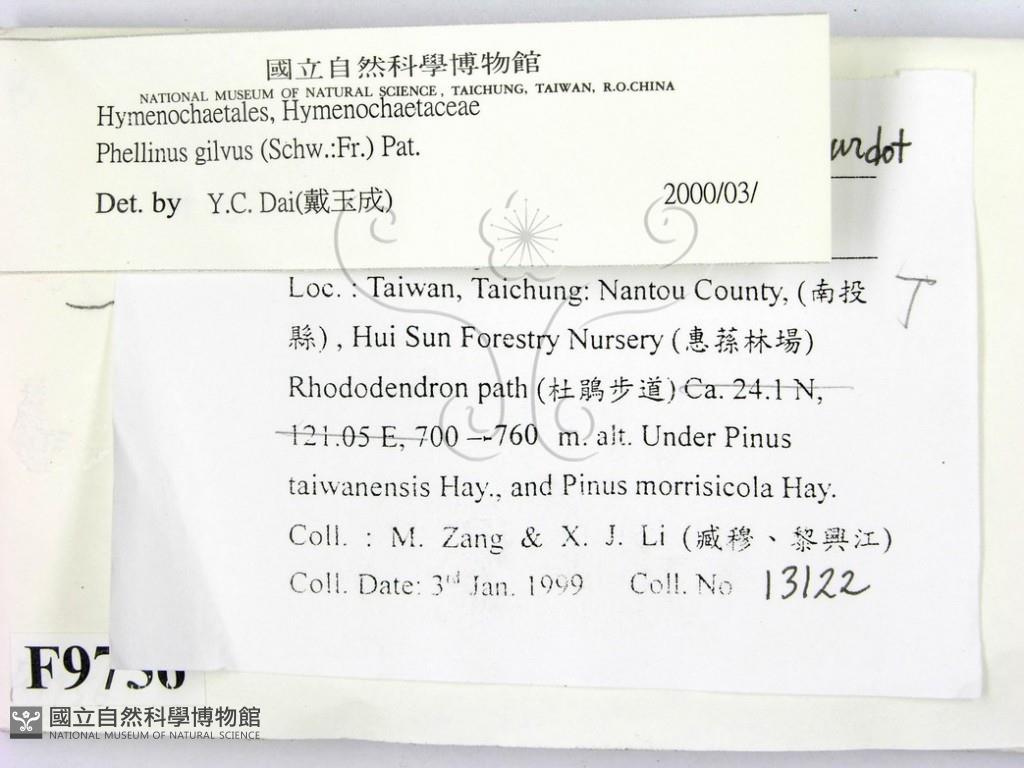 國立自然科學博物館
NATIONAL MUSEUM OF NATURAL SCIENCE, TAICHUNG, TAIWAN, R.O.CHINA
Hymenochaetales, Hymenochaetaceae
Phellinus gilvus (Schw.:Fr.) Pat.
Det. by Y.C. Dai(戴玉成) 2000/03/
Loc. : Taiwan, Taichung: Nantou County, (南投
縣) , Hui Sun Forestry Nursery (惠蓀林場)
Rhododendron path (杜鵑步道) Ca. 24.1 N,
121.05 E, 700 –-760 m. alt. Under Pinus
taiwanensis Hay., and Pinus morrisicola Hay.
Coll. : M. Zang & X. J. Li (臧穆、黎興江)
Coll. Date: 3rd Jan. 1999 Coll. No 13122
國立自然科學博物館
NATIONAL MUSEUM OF NATURAL SCIENCE